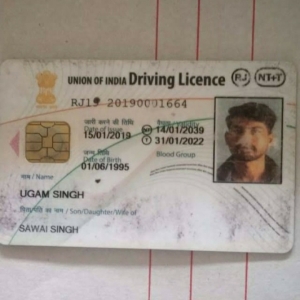 UNION OF INDIA Driving Licence RJ NT+T
RJ19 20190001664
जारी करने की तिथि
Date of Issue
15/01/2019 NT 14/01/2039
T 31/01/2022
जन्म तिथि
Date of Birth
01/06/1995
Blood Group
नाम / Name
UGAM SINGH
Son/Daughter/Wife of
SAWAI SINGH